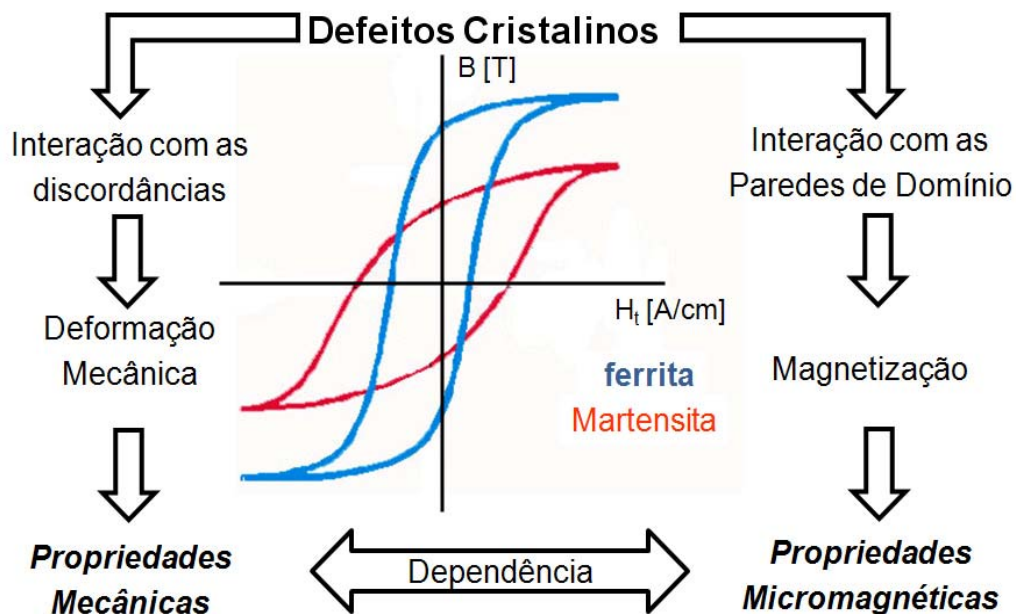 Defeitos Cristalinos
B [T]
Interação com as
discordâncias
Interação com as
Paredes de Domínio
Hₜ [A/cm]
Deformação
Mecânica
ferrita
Martensita
Magnetização
Propriedades
Mecânicas
Dependência
Propriedades
Micromagnéticas